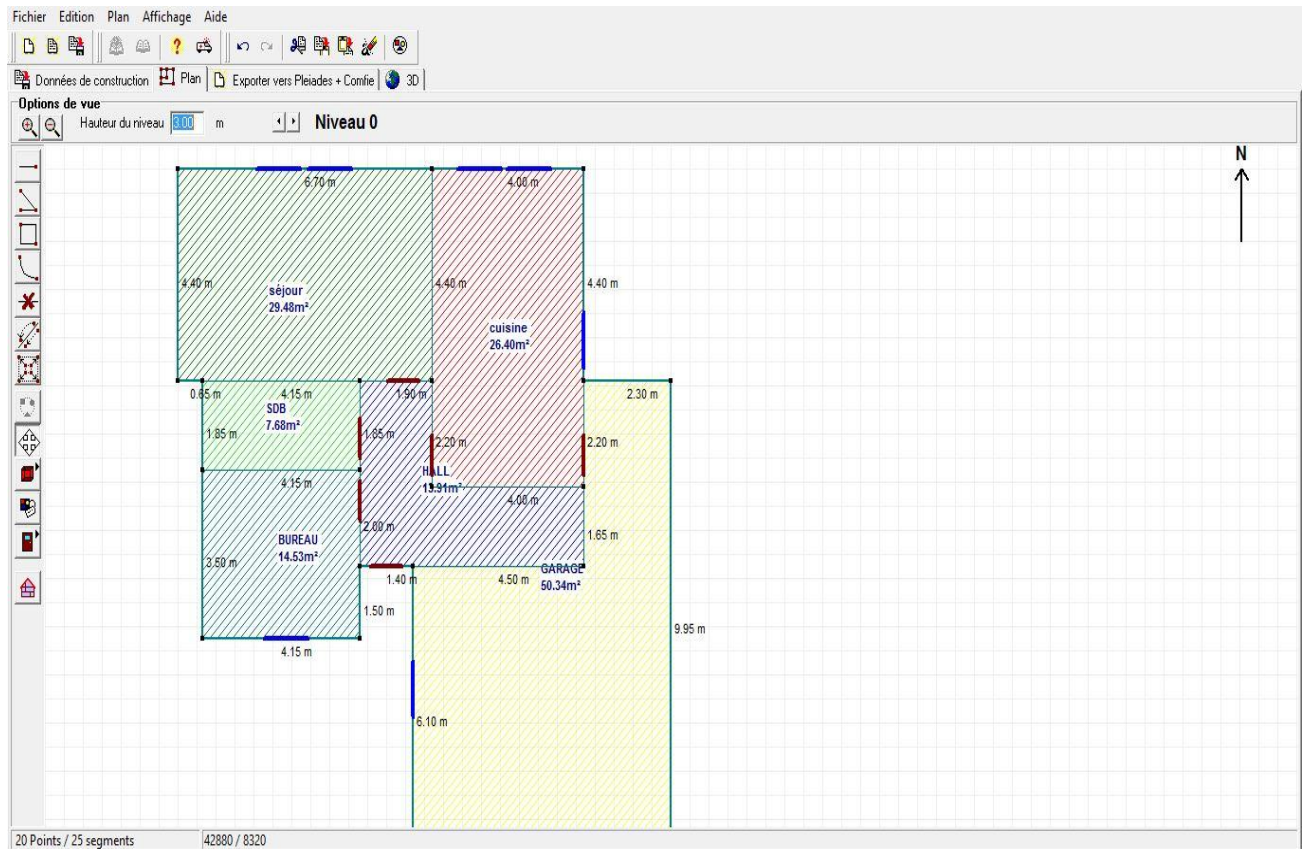 Fichier Edition Plan Affichage Aide
Données de construction Plan Exporter vers Pleiades + Comfie 3D
Options de vue
Hauteur du niveau 3.00 m Niveau 0
N
6.70 m 4.00 m
4.40 m 4.40 m 4.40 m
séjour
29.48m²
cuisine
26.40m²
0.65 m 4.15 m 1.90 m 2.30 m
SDB
7.68m²
1.85 m 1.85 m 2.20 m 2.20 m
HALL
13.91m²
4.15 m 4.00 m
2.00 m 1.65 m
BUREAU
14.53m²
3.50 m
GARAGE
50.34m²
1.40 m 4.50 m
1.50 m
9.95 m
4.15 m
6.10 m
20 Points / 25 segments 42880 / 8320